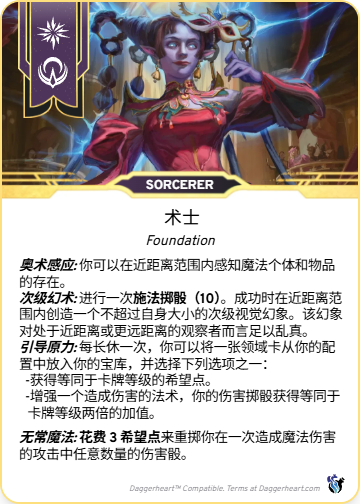 SORCERER
术士
Foundation
奥术感应:你可以在近距离范围内感知魔法个体和物品
的存在。
次级幻术:进行一次施法掷骰（10）。成功时在近距离范
围内创造一个不超过自身大小的次级视觉幻象。该幻象
对处于近距离或更远距离的观察者而言足以乱真。
引导原力:每长休一次，你可以将一张领域卡从你的配
置中放入你的宝库，并选择下列选项之一：
-获得等同于卡牌等级的希望点。
-增强一个造成伤害的法术，你的伤害掷骰获得等同于
卡牌等级两倍的加值。
无常魔法:花费 3 希望点来重掷你在一次造成魔法伤害
的攻击中任意数量的伤害骰。
Daggerheart™ Compatible. Terms at Daggerheart.com